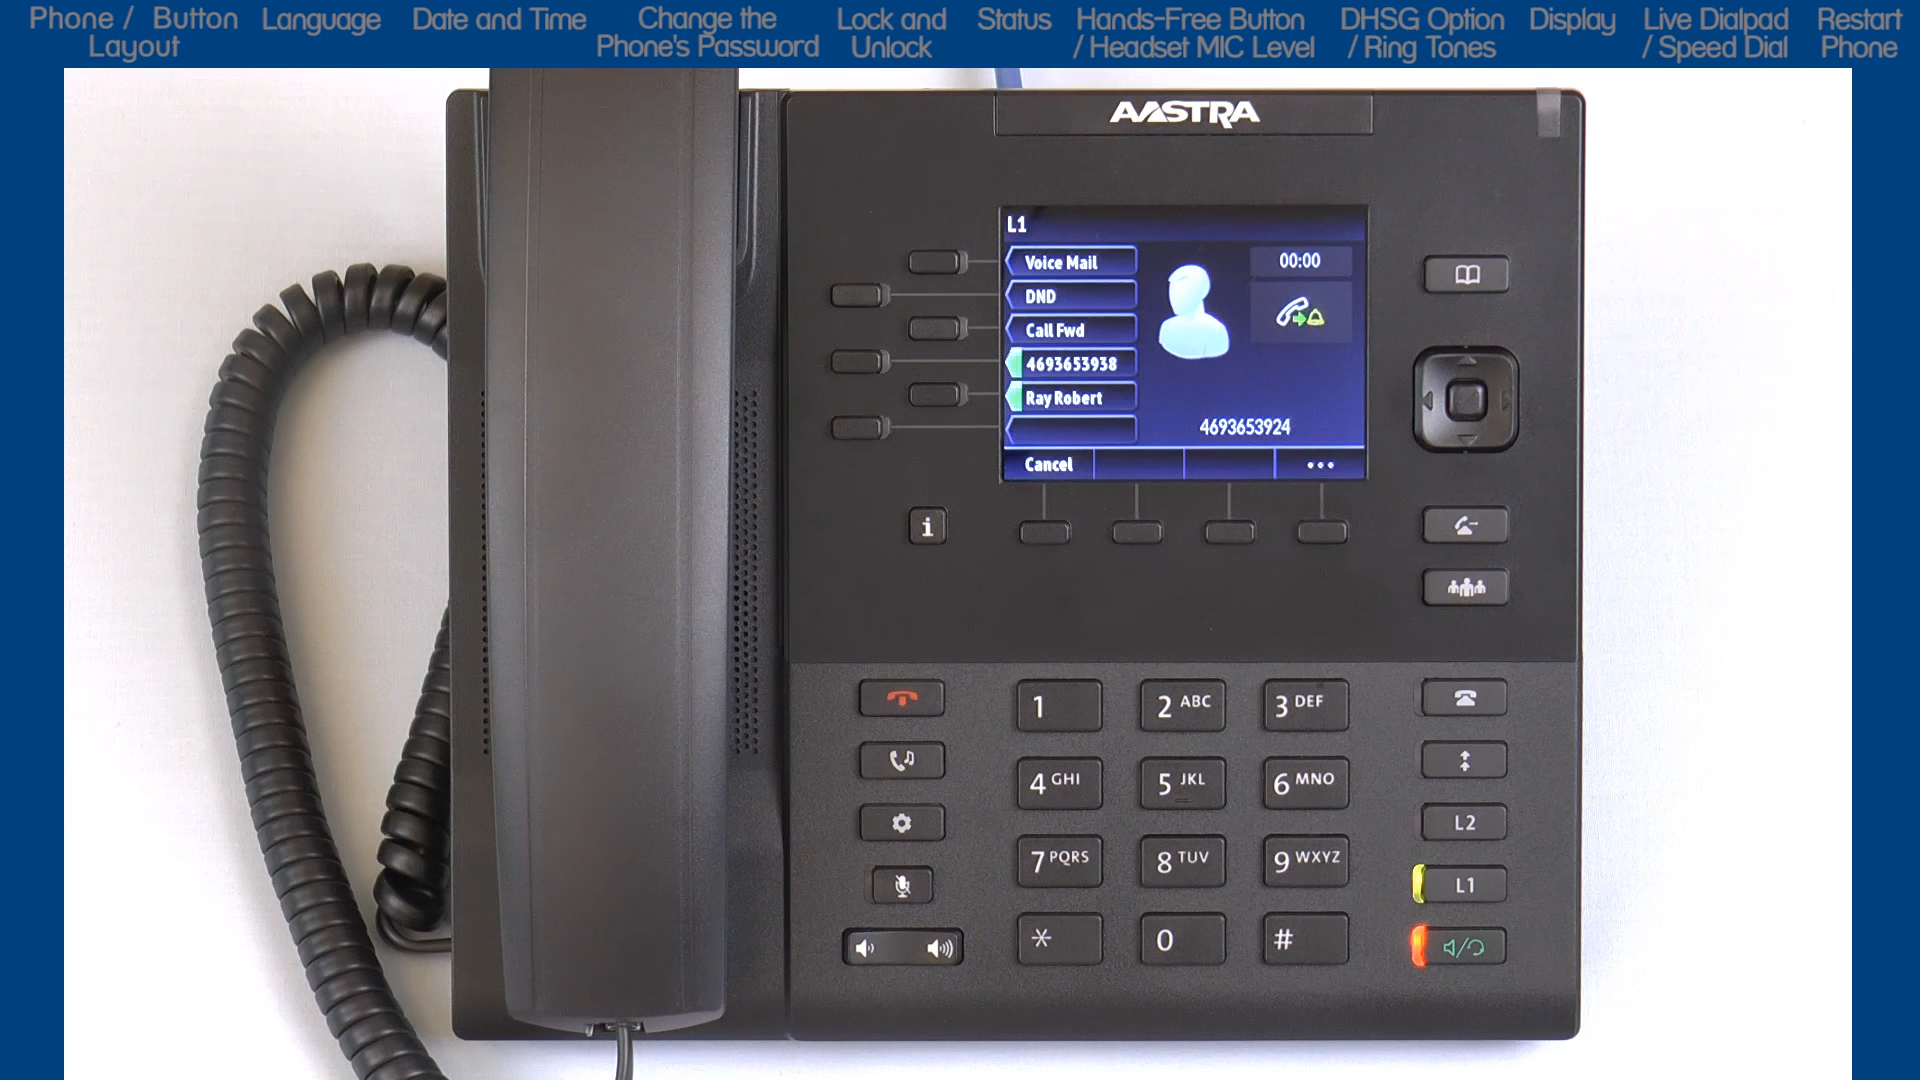 Phone / Button
Layout
Language
Date and Time
Change the
Phone's Password
Lock and
Unlock
Status
Hands-Free Button
/ Headset MIC Level
DHSG Option
/ Ring Tones
Display
Live Dialpad
/ Speed Dial
Restart
Phone
AASTRA
L1
Voice Mail
00:00
DND
Call Fwd
4693653938
Ray Robert
4693653924
Cancel
•••
i
1
2 ABC
3 DEF
4 GHI
5 JKL
6 MNO
L2
7 PQRS
8 TUV
9 WXYZ
L1
*
0
#